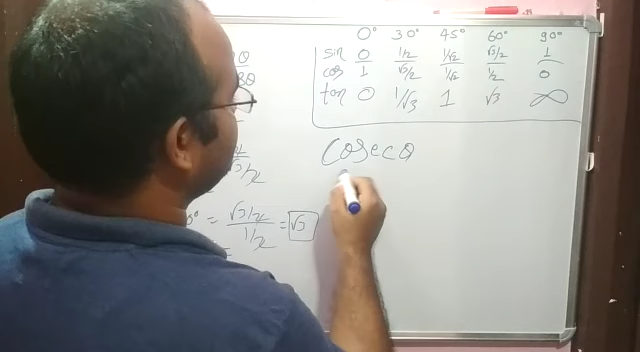 0° 30° 45° 60° 90°
sin 0 1/2 1/√2 √3/2 1
cos 1 √3/2 1/√2 1/2 0
tan 0 1/√3 1 √3 ∞
cosec θ
= √3/2 / 1/2 = √3